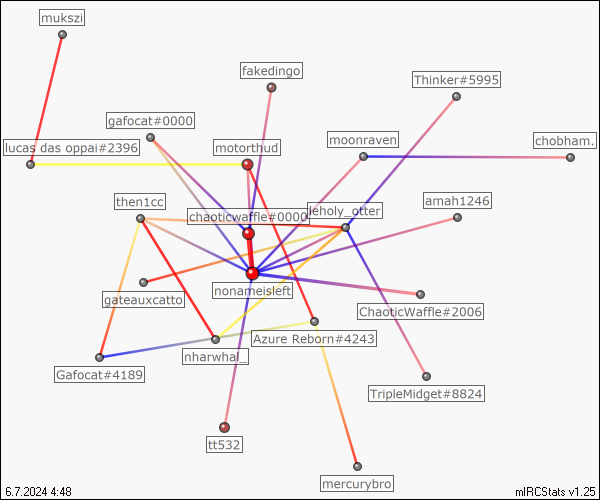 mukszi
fakedingo
Thinker#5995
gafocat#0000
lucas das oppai#2396
motorthud
moonraven
chobham.
then1cc
chaoticwaffle#0000
leholy_otter
amah1246
nonameisleft
gateauxcatto
ChaoticWaffle#2006
Azure Reborn#4243
nharwhal_
Gafocat#4189
TripleMidget#8824
tt532
mercurybro
6.7.2024 4:48
mIRCStats v1.25